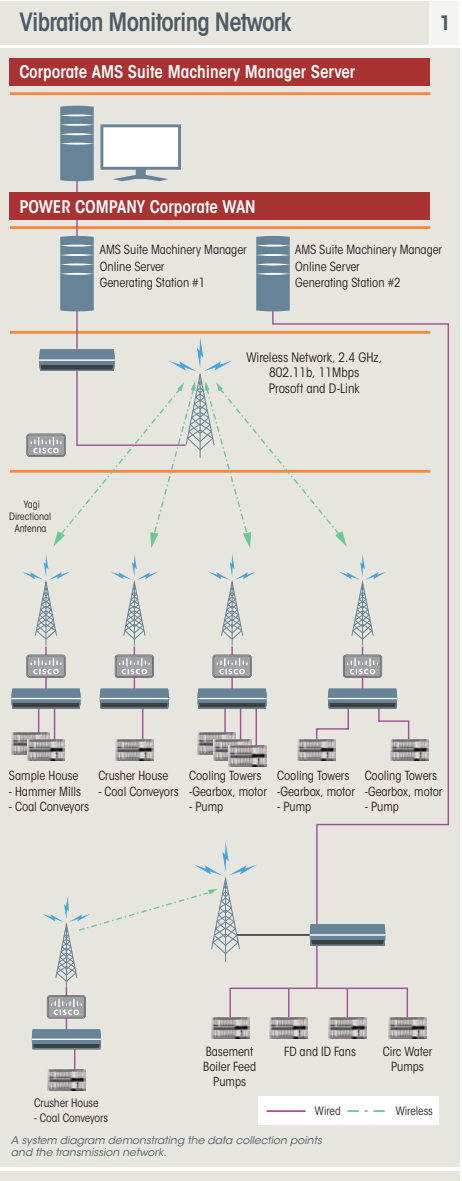 Vibration Monitoring Network
1
Corporate AMS Suite Machinery Manager Server
POWER COMPANY Corporate WAN
AMS Suite Machinery Manager
Online Server
Generating Station #1
AMS Suite Machinery Manager
Online Server
Generating Station #2
Wireless Network, 2.4 GHz,
802.11b, 11Mbps
Prosoft and D-Link
CISCO
Yagi
Directional
Antenna
CISCO
CISCO
CISCO
CISCO
Sample House
- Hammer Mills
- Coal Conveyors
Crusher House
- Coal Conveyors
Cooling Towers
-Gearbox, motor
- Pump
Cooling Towers
-Gearbox, motor
- Pump
Cooling Towers
-Gearbox, motor
- Pump
CISCO
Basement
Boiler Feed
Pumps
FD and ID Fans
Circ Water
Pumps
Crusher House
- Coal Conveyors
Wired
Wireless
A system diagram demonstrating the data collection points
and the transmission network.